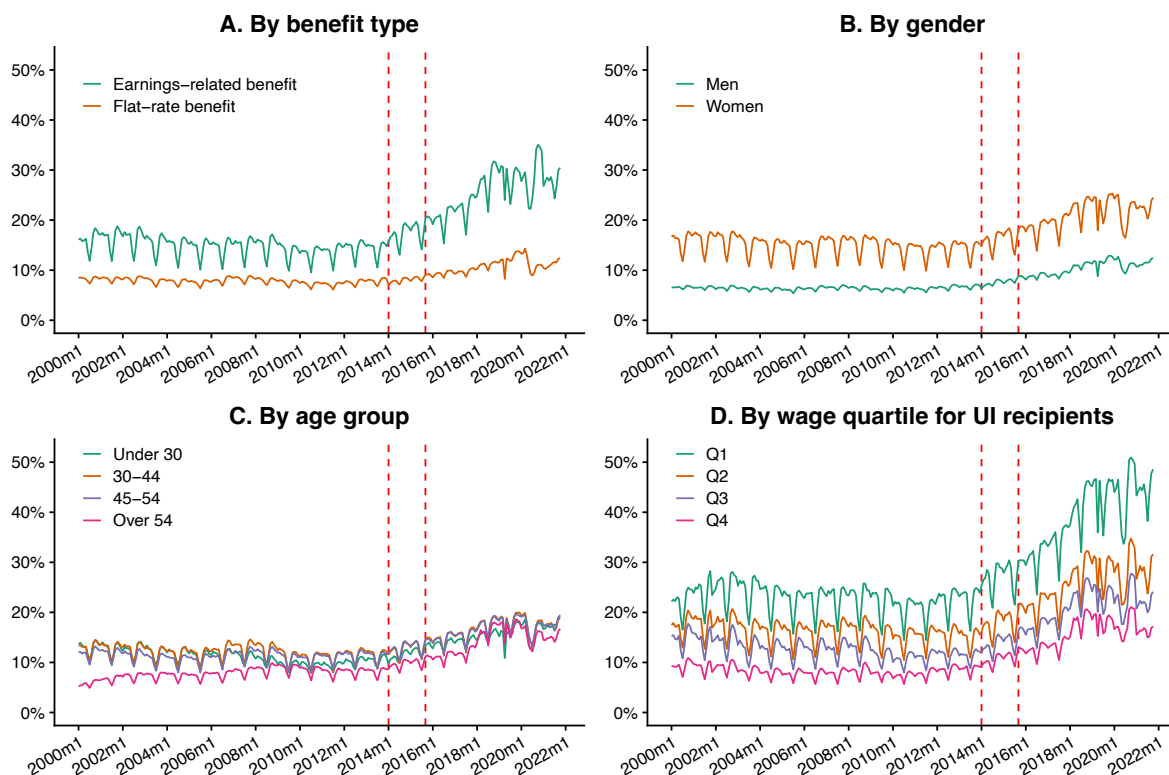 A. By benefit type
50%
40%
30%
20%
10%
0%
Earnings−related benefit
Flat−rate benefit
2000m1
2002m1
2004m1
2006m1
2008m1
2010m1
2012m1
2014m1
2016m1
2018m1
2020m1
2022m1
B. By gender
50%
40%
30%
20%
10%
0%
Men
Women
2000m1
2002m1
2004m1
2006m1
2008m1
2010m1
2012m1
2014m1
2016m1
2018m1
2020m1
2022m1
C. By age group
50%
40%
30%
20%
10%
0%
Under 30
30−44
45−54
Over 54
2000m1
2002m1
2004m1
2006m1
2008m1
2010m1
2012m1
2014m1
2016m1
2018m1
2020m1
2022m1
D. By wage quartile for UI recipients
50%
40%
30%
20%
10%
0%
Q1
Q2
Q3
Q4
2000m1
2002m1
2004m1
2006m1
2008m1
2010m1
2012m1
2014m1
2016m1
2018m1
2020m1
2022m1